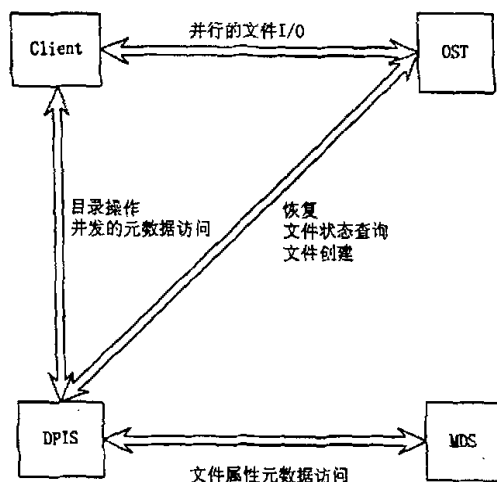 并行的文件I/O
Client
OST
目录操作
并发的元数据访问
恢复
文件状态查询
文件创建
DPIS
MDS
文件属性元数据访问